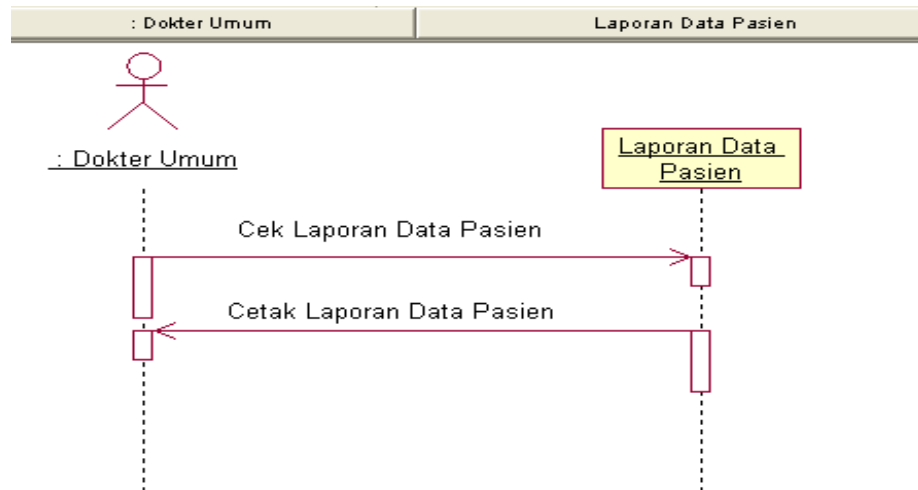 : Dokter Umum
Laporan Data Pasien
: Dokter Umum
Laporan Data
Pasien
Cek Laporan Data Pasien
Cetak Laporan Data Pasien